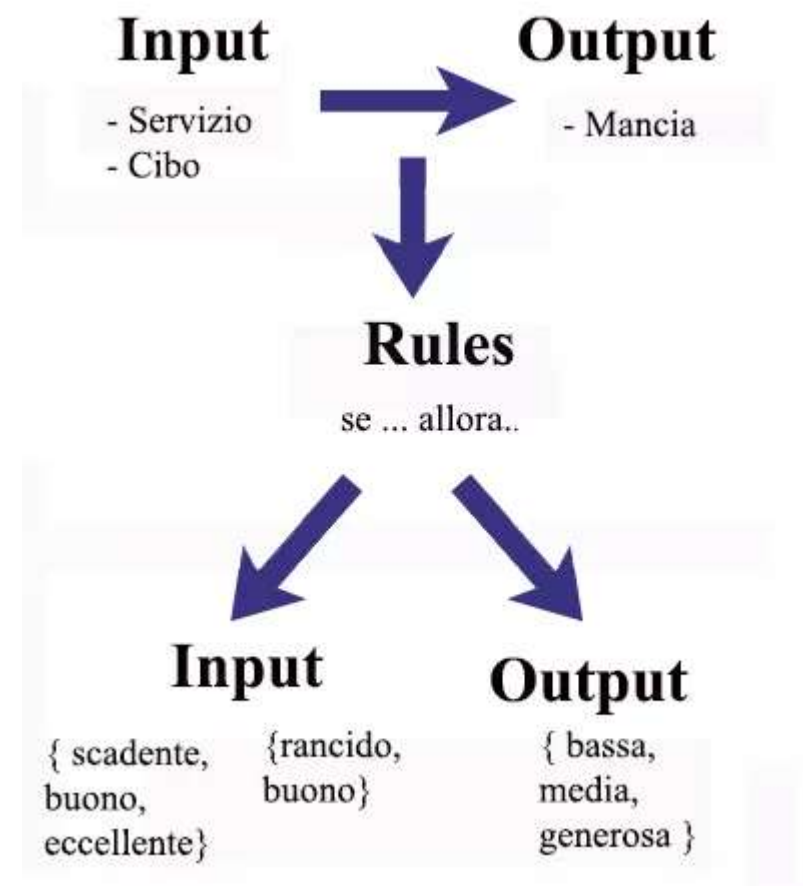 Input
Output
- Servizio
- Cibo
- Mancia
Rules
se ... allora..
Input
{ scadente,
buono,
eccellente}
{rancido,
buono}
Output
{ bassa,
media,
generosa }